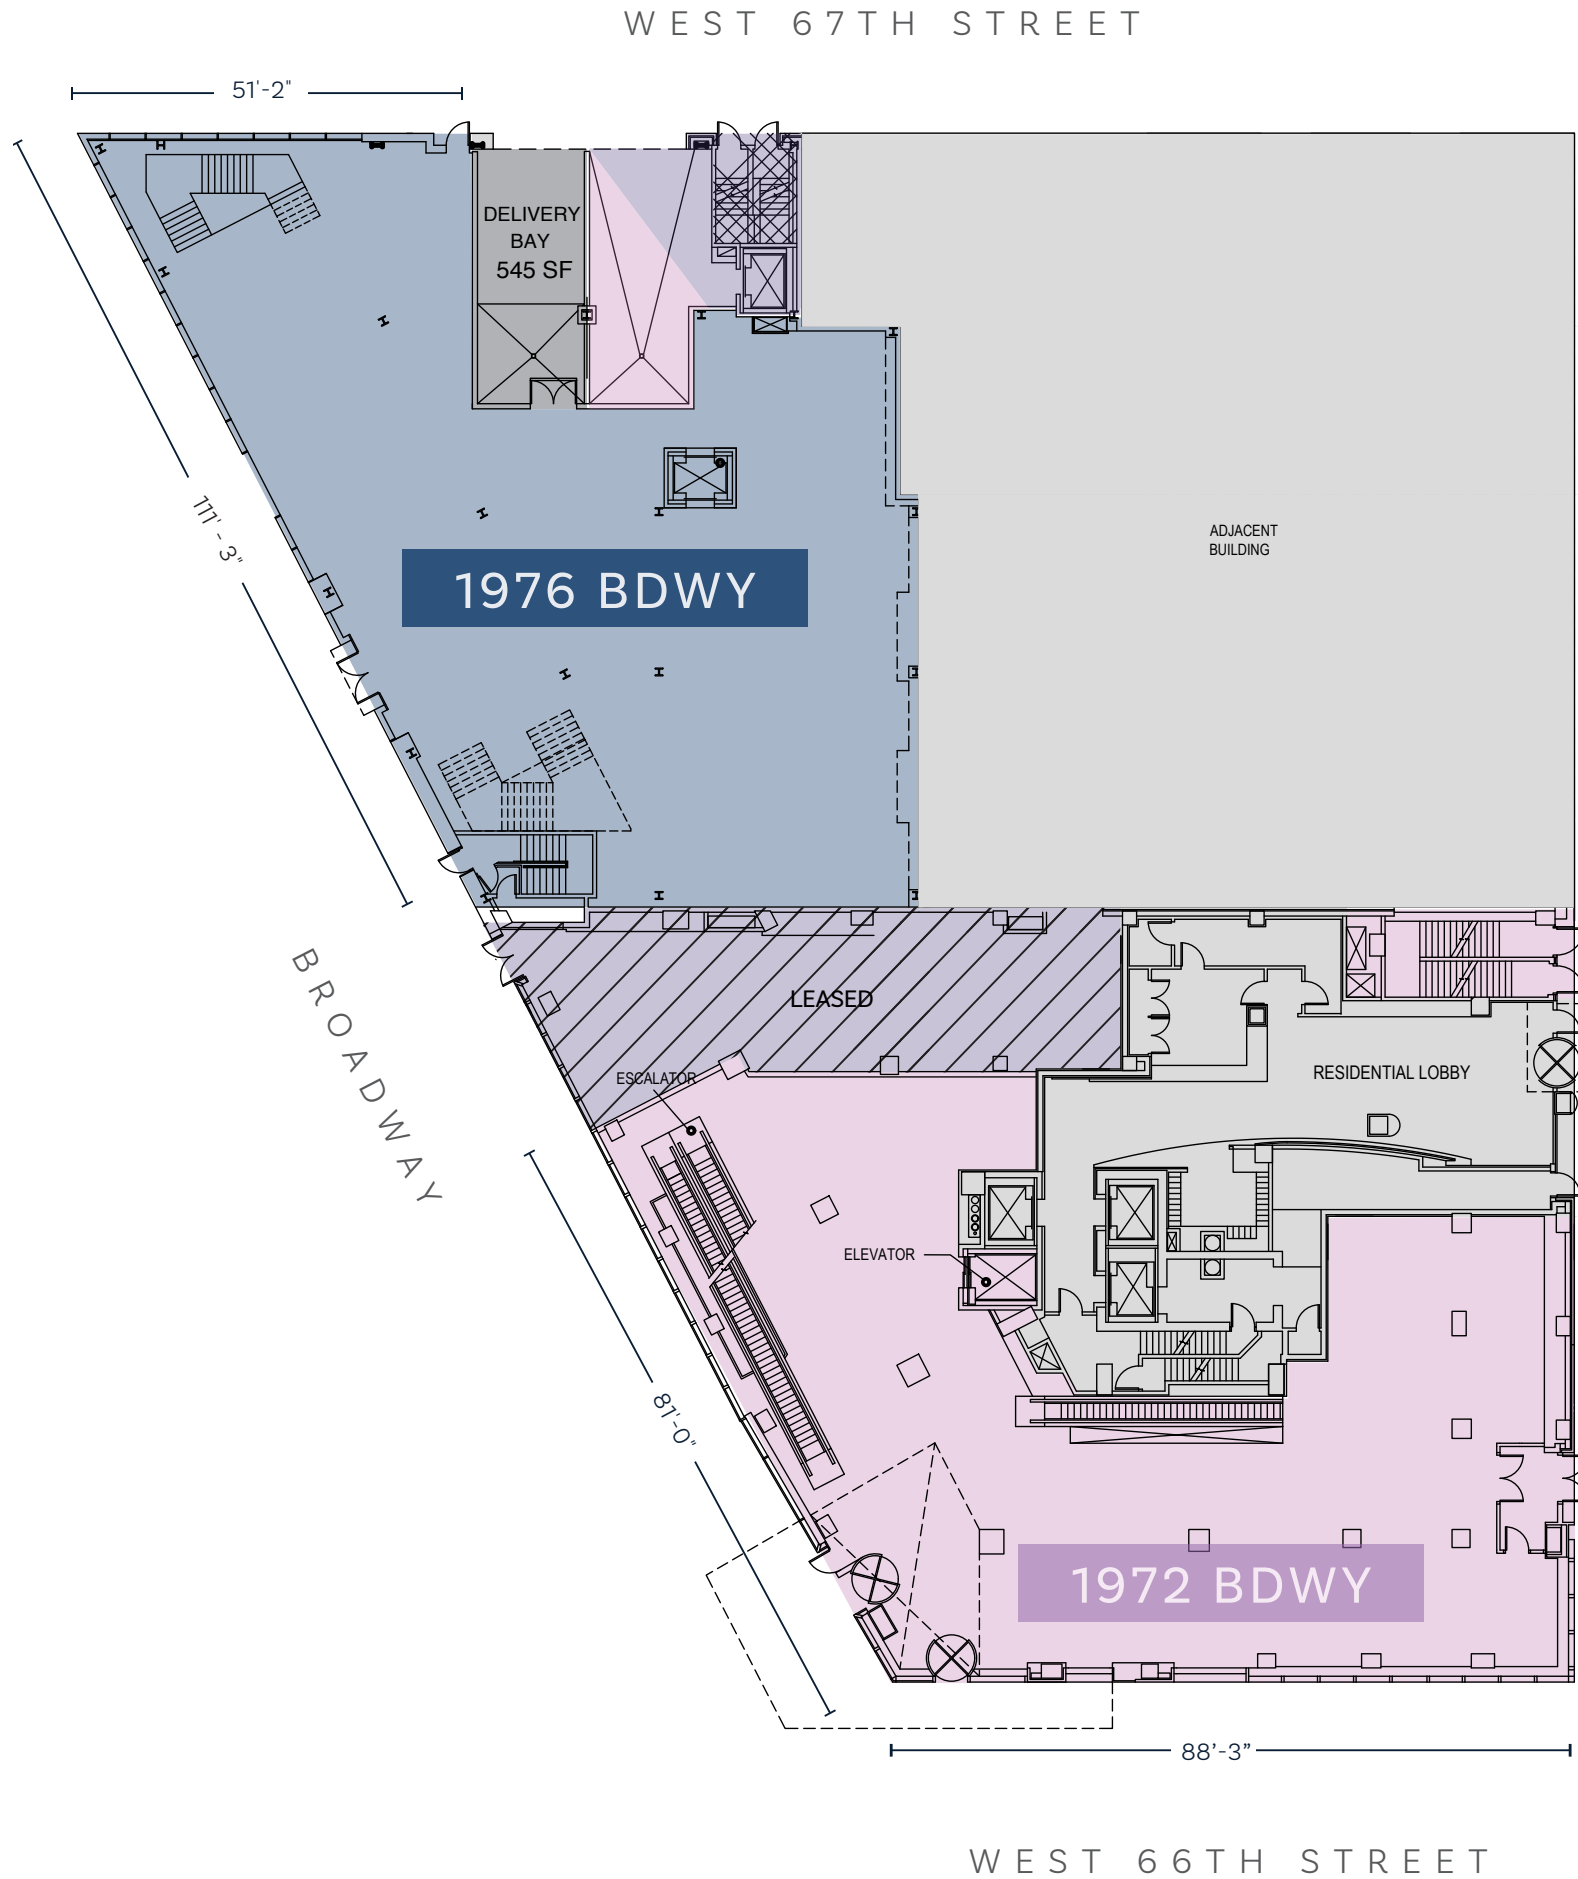 WEST 67TH STREET
51'-2"
DELIVERY
BAY
545 SF
111' - 3"
ADJACENT
BUILDING
1976 BDWY
BROADWAY
LEASED
ESCALATOR
RESIDENTIAL LOBBY
ELEVATOR
81'-0"
1972 BDWY
88'-3”
WEST 66TH STREET